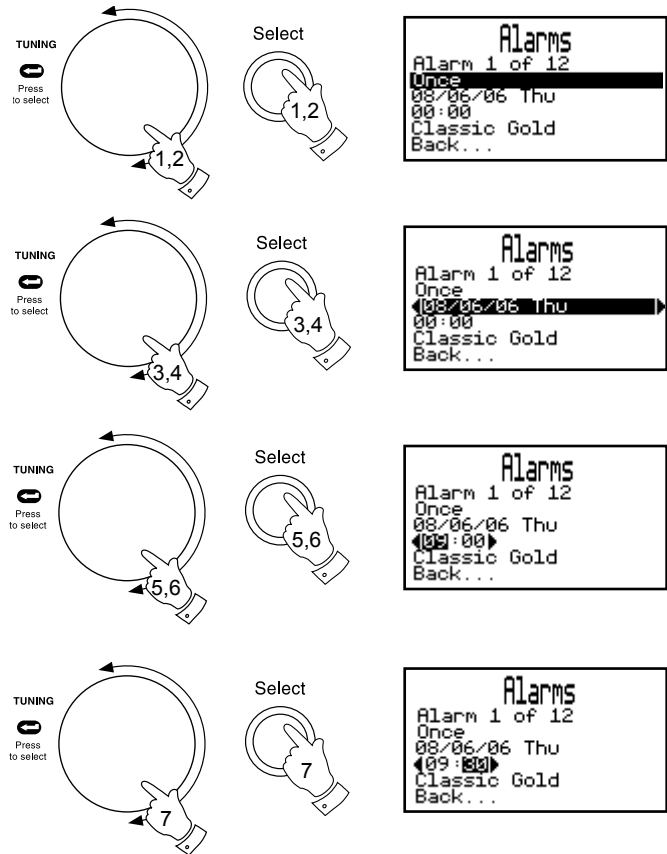 TUNING
Press
to select
1,2
Select
1,2
Alarms
Alarm 1 of 12
Once
08/06/06 Thu
00:00
Classic Gold
Back...
TUNING
Press
to select
3,4
Select
3,4
Alarms
Alarm 1 of 12
Once
08/06/06 Thu
00:00
Classic Gold
Back...
TUNING
Press
to select
5,6
Select
5,6
Alarms
Alarm 1 of 12
Once
08/06/06 Thu
09:00
Classic Gold
Back...
TUNING
Press
to select
7
Select
7
Alarms
Alarm 1 of 12
Once
08/06/06 Thu
09:30
Classic Gold
Back...